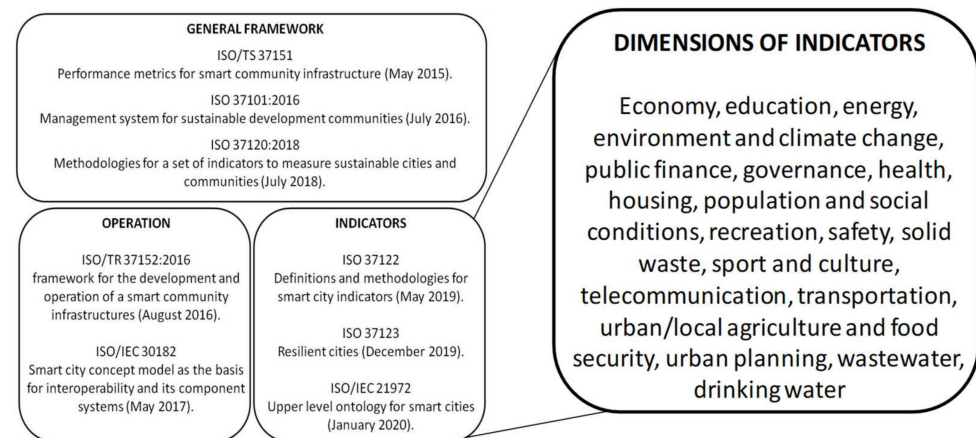 GENERAL FRAMEWORK
ISO/TS 37151
Performance metrics for smart community infrastructure (May 2015).
ISO 37101:2016
Management system for sustainable development communities (July 2016).
ISO 37120:2018
Methodologies for a set of indicators to measure sustainable cities and
communities (July 2018).
OPERATION
ISO/TR 37152:2016
framework for the development and
operation of a smart community
infrastructures (August 2016).
ISO/IEC 30182
Smart city concept model as the basis
for interoperability and its component
systems (May 2017).
INDICATORS
ISO 37122
Definitions and methodologies for
smart city indicators (May 2019).
ISO 37123
Resilient cities (December 2019).
ISO/IEC 21972
Upper level ontology for smart cities
(January 2020).
DIMENSIONS OF INDICATORS
Economy, education, energy,
environment and climate change,
public finance, governance, health,
housing, population and social
conditions, recreation, safety, solid
waste, sport and culture,
telecommunication, transportation,
urban/local agriculture and food
security, urban planning, wastewater,
drinking water